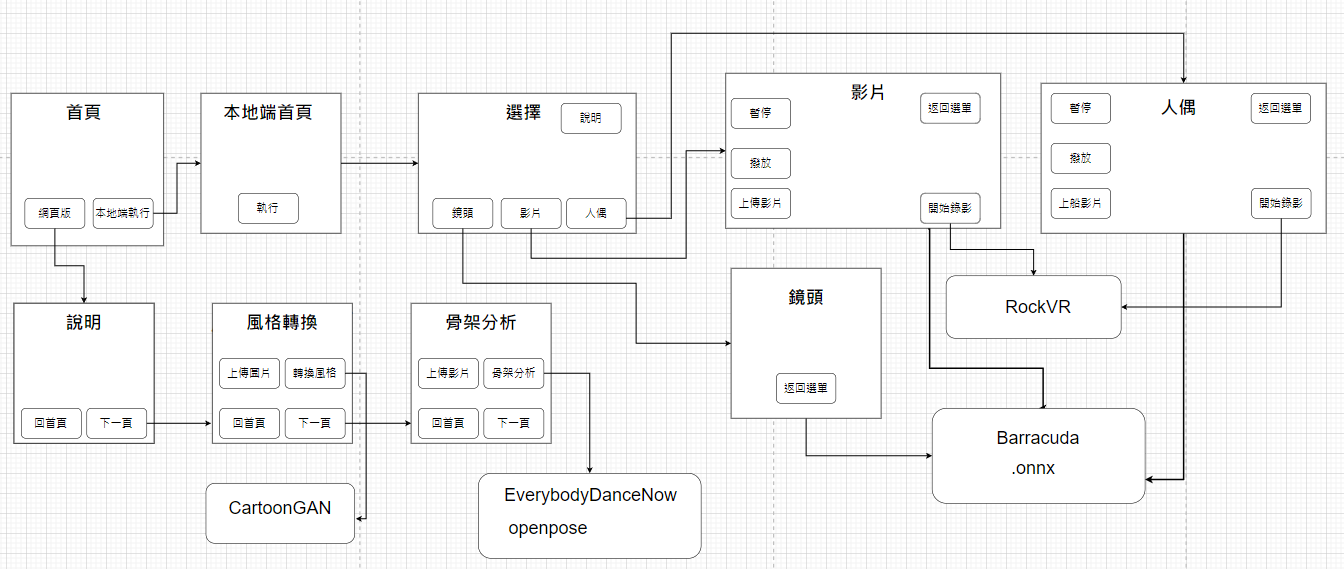 首頁
網頁版
本地端執行
本地端首頁
執行
選擇
說明
鏡頭
影片
人偶
影片
暫停
返回選單
撥放
上傳影片
開始錄影
人偶
暫停
返回選單
撥放
上船影片
開始錄影
說明
回首頁
下一頁
風格轉換
上傳圖片
轉換風格
回首頁
下一頁
骨架分析
上傳影片
骨架分析
回首頁
下一頁
鏡頭
返回選單
RockVR
Barracuda
.onnx
CartoonGAN
EverybodyDanceNow
openpose